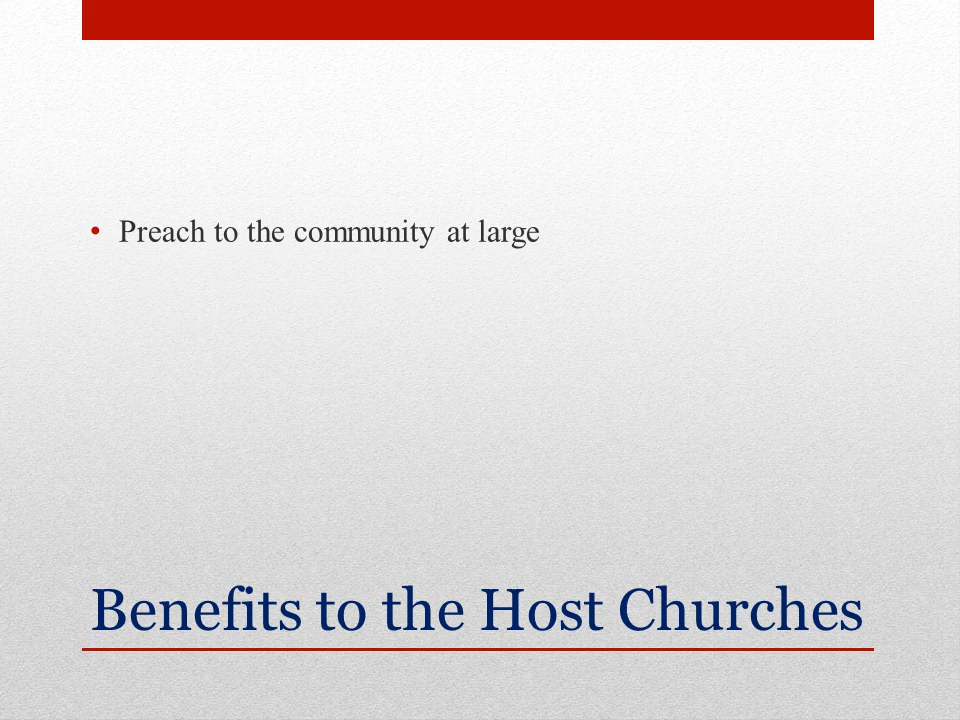 • Preach to the community at large
Benefits to the Host Churches